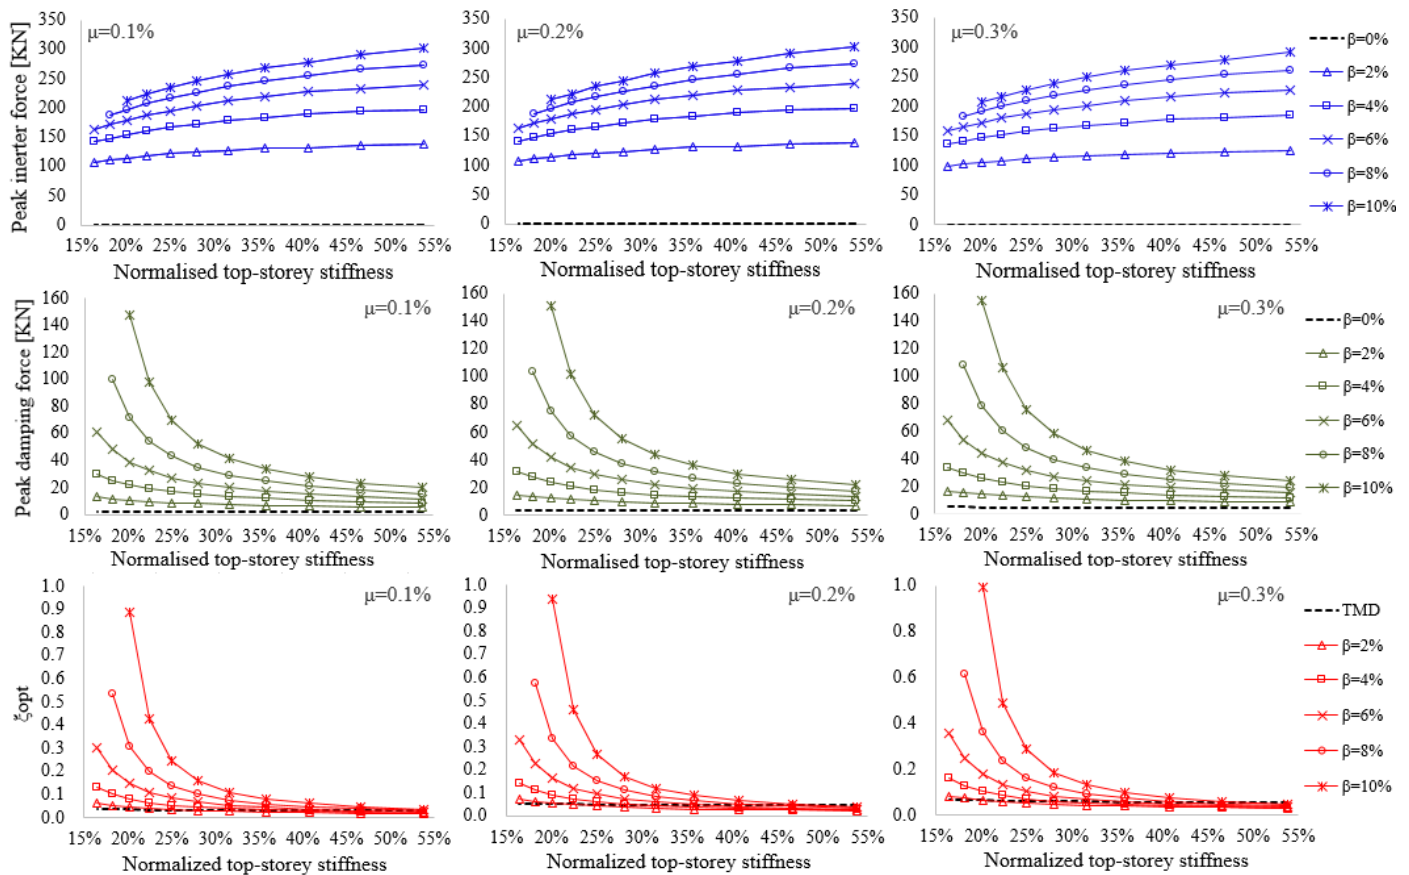 Peak inerter force [KN]
350
300
250
200
150
100
50
0
μ=0.1%
15% 20% 25% 30% 35% 40% 45% 50% 55%
Normalised top-storey stiffness
350
300
250
200
150
100
50
0
μ=0.2%
15% 20% 25% 30% 35% 40% 45% 50% 55%
Normalised top-storey stiffness
350
300
250
200
150
100
50
0
μ=0.3%
15% 20% 25% 30% 35% 40% 45% 50% 55%
Normalised top-storey stiffness
β=0%
β=2%
β=4%
β=6%
β=8%
β=10%
Peak damping force [KN]
160
140
120
100
80
60
40
20
0
μ=0.1%
15% 20% 25% 30% 35% 40% 45% 50% 55%
Normalised top-storey stiffness
160
140
120
100
80
60
40
20
0
μ=0.2%
15% 20% 25% 30% 35% 40% 45% 50% 55%
Normalised top-storey stiffness
160
140
120
100
80
60
40
20
0
μ=0.3%
15% 20% 25% 30% 35% 40% 45% 50% 55%
Normalised top-storey stiffness
β=0%
β=2%
β=4%
β=6%
β=8%
β=10%
ξopt
1.0
0.9
0.8
0.7
0.6
0.5
0.4
0.3
0.2
0.1
0.0
μ=0.1%
15% 20% 25% 30% 35% 40% 45% 50% 55%
Normalized top-storey stiffness
1.0
0.9
0.8
0.7
0.6
0.5
0.4
0.3
0.2
0.1
0.0
μ=0.2%
15% 20% 25% 30% 35% 40% 45% 50% 55%
Normalized top-storey stiffness
1.0
0.8
0.6
0.4
0.2
0.0
μ=0.3%
15% 20% 25% 30% 35% 40% 45% 50% 55%
Normalized top-storey stiffness
TMD
β=2%
β=4%
β=6%
β=8%
β=10%